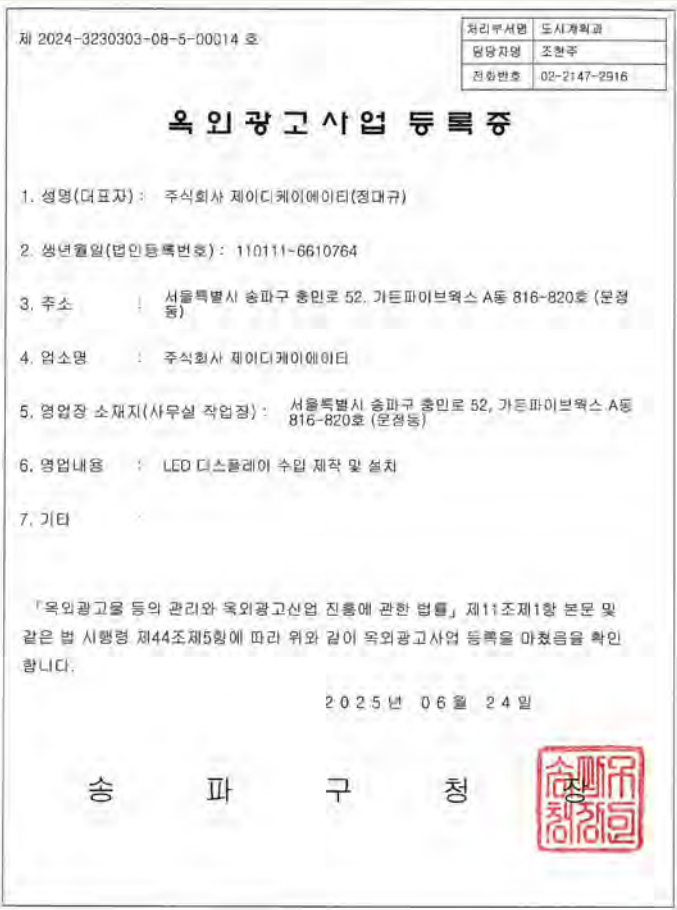 제 2024-3230303-08-5-00014 호
처리부서명 도시계획과
담당자명 조현주
전화번호 02-2147-2916
옥외광고사업 등록증
1. 성명(대표자) : 주식회사 제이디케이에이티(정대규)
2. 생년월일(법인등록번호) : 110111-6610764
3. 주소 : 서울특별시 송파구 충민로 52, 가든파이브웍스 A동 816-820호 (문정
동)
4. 업소명 : 주식회사 제이디케이에이티
5. 영업장 소재지(사무실 작업장) : 서울특별시 송파구 충민로 52, 가든파이브웍스 A동
816-820호 (문정동)
6. 영업내용 : LED 디스플레이 수입 제작 및 설치
7. 기타 :
「옥외광고물 등의 관리와 옥외광고산업 진흥에 관한 법률」 제11조제1항 본문 및
같은 법 시행령 제44조제5항에 따라 위와 같이 옥외광고사업 등록을 마쳤음을 확인
합니다.
2025년 06월 24일
송 파 구 청 장